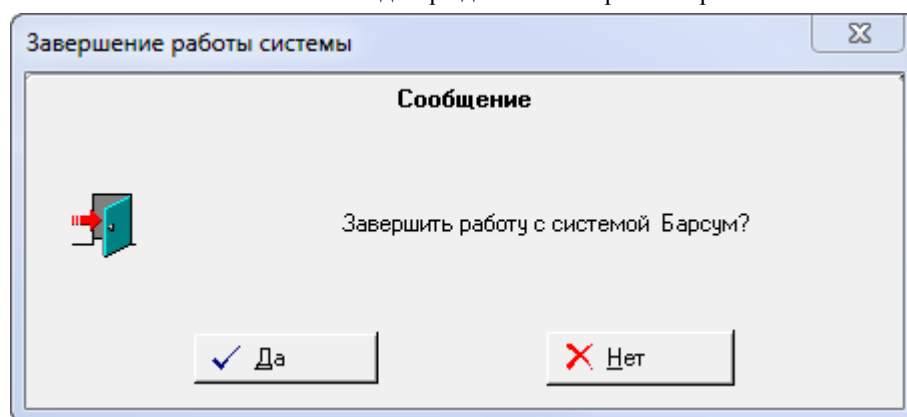 Завершение работы системы
Сообщение
Завершить работу с системой Барсум?
Да
Нет